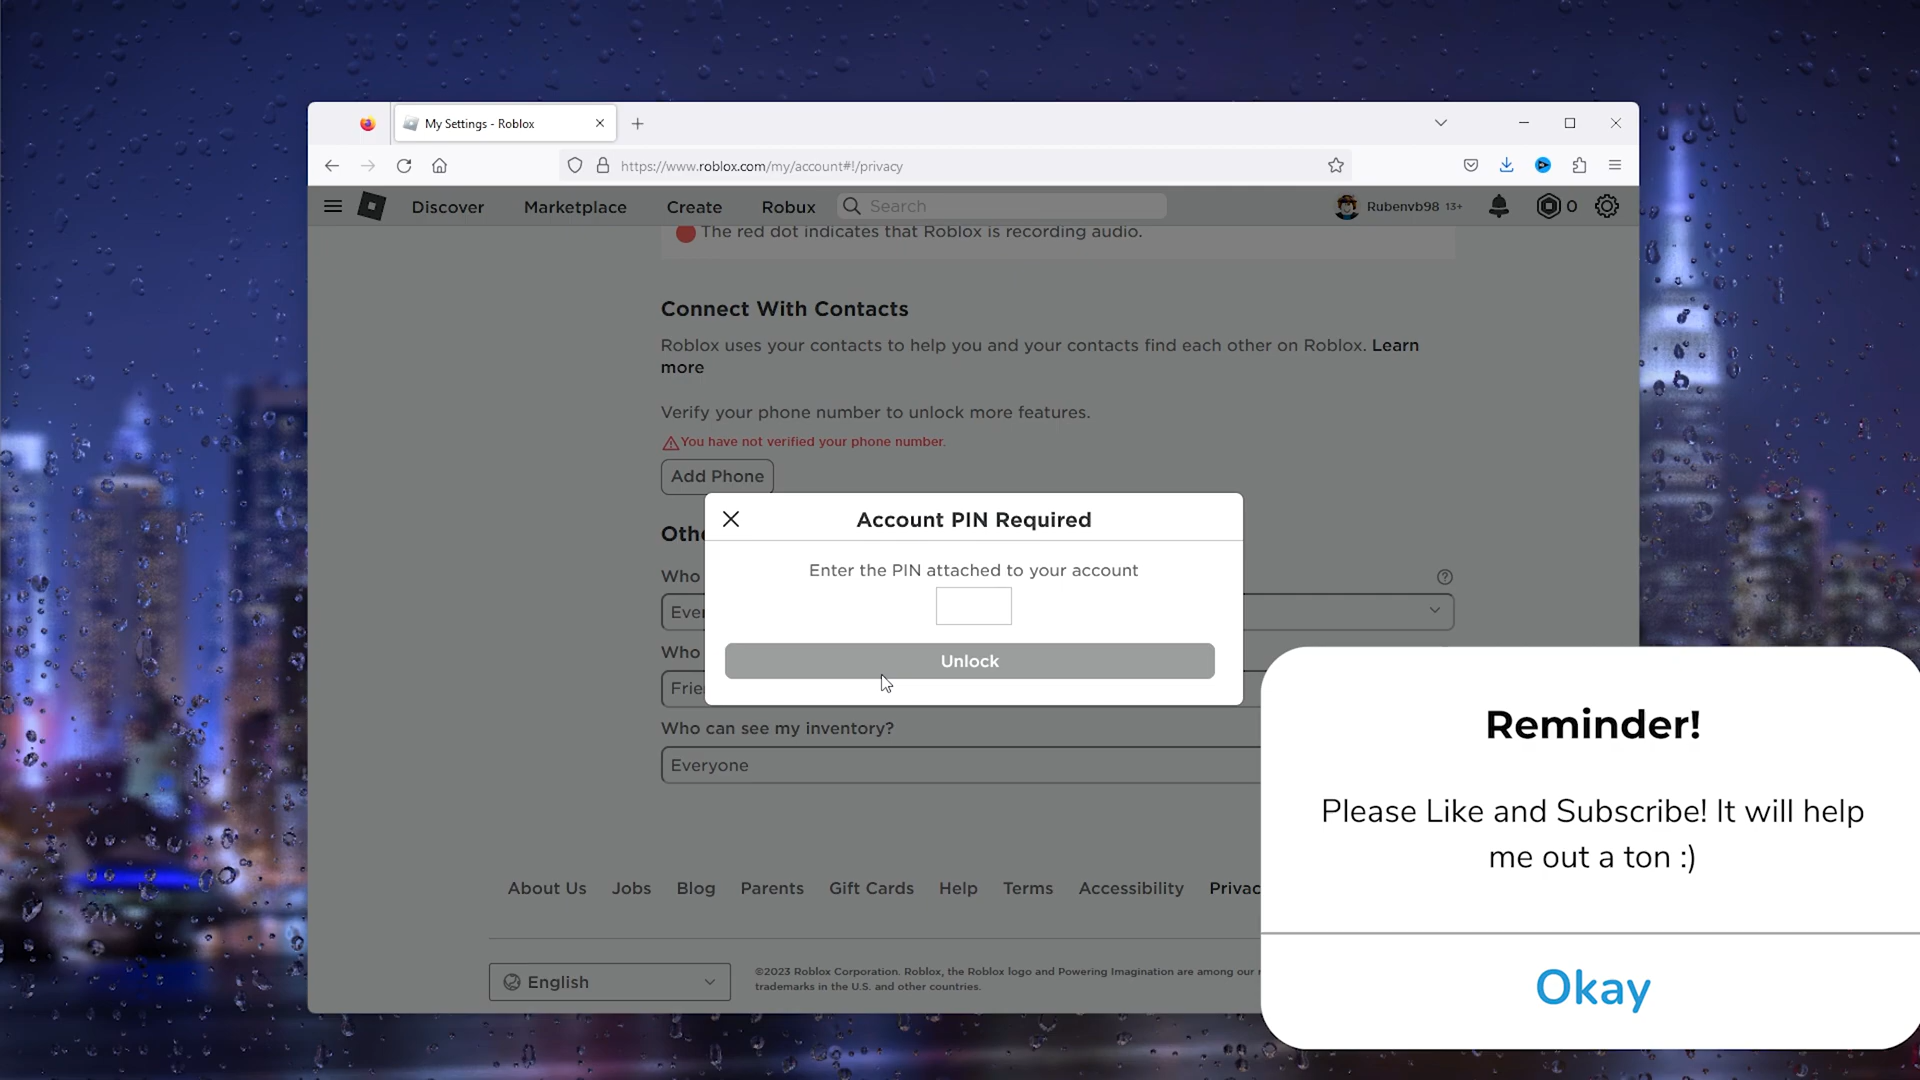 My Settings - Roblox
https://www.roblox.com/my/account#!/privacy
Discover
Marketplace
Create
Robux
Search
Rubenvb98 13+
0
The red dot indicates that Roblox is recording audio.
Connect With Contacts
Roblox uses your contacts to help you and your contacts find each other on Roblox. Learn
more
Verify your phone number to unlock more features.
You have not verified your phone number.
Add Phone
Account PIN Required
Enter the PIN attached to your account
Unlock
Othe
Who
Ever
Who
Frie
Who can see my inventory?
Everyone
About Us
Jobs
Blog
Parents
Gift Cards
Help
Terms
Accessibility
Privac
English
©2023 Roblox Corporation. Roblox, the Roblox logo and Powering Imagination are among our r
trademarks in the U.S. and other countries.
Reminder!
Please Like and Subscribe! It will help
me out a ton :)
Okay